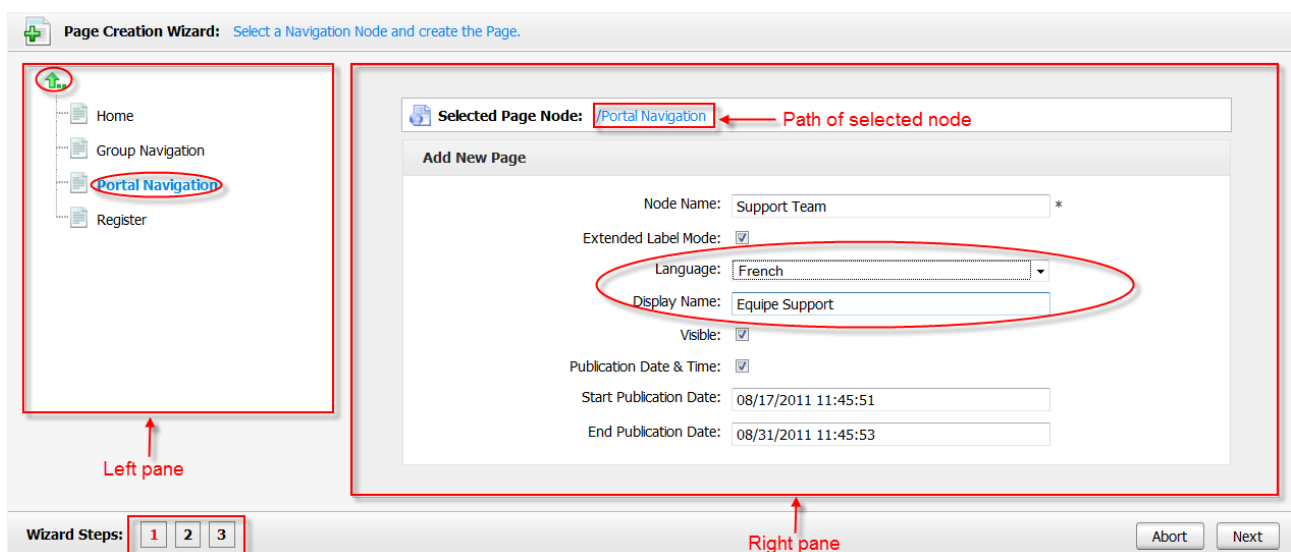 Page Creation Wizard: Select a Navigation Node and create the Page.
Home
Group Navigation
Portal Navigation
Register
Left pane
Selected Page Node: /Portal Navigation
Path of selected node
Add New Page
Node Name: Support Team *
Extended Label Mode:
Language: French
Display Name: Equipe Support
Visible:
Publication Date & Time:
Start Publication Date: 08/17/2011 11:45:51
End Publication Date: 08/31/2011 11:45:53
Right pane
Wizard Steps: 1 2 3
Abort Next